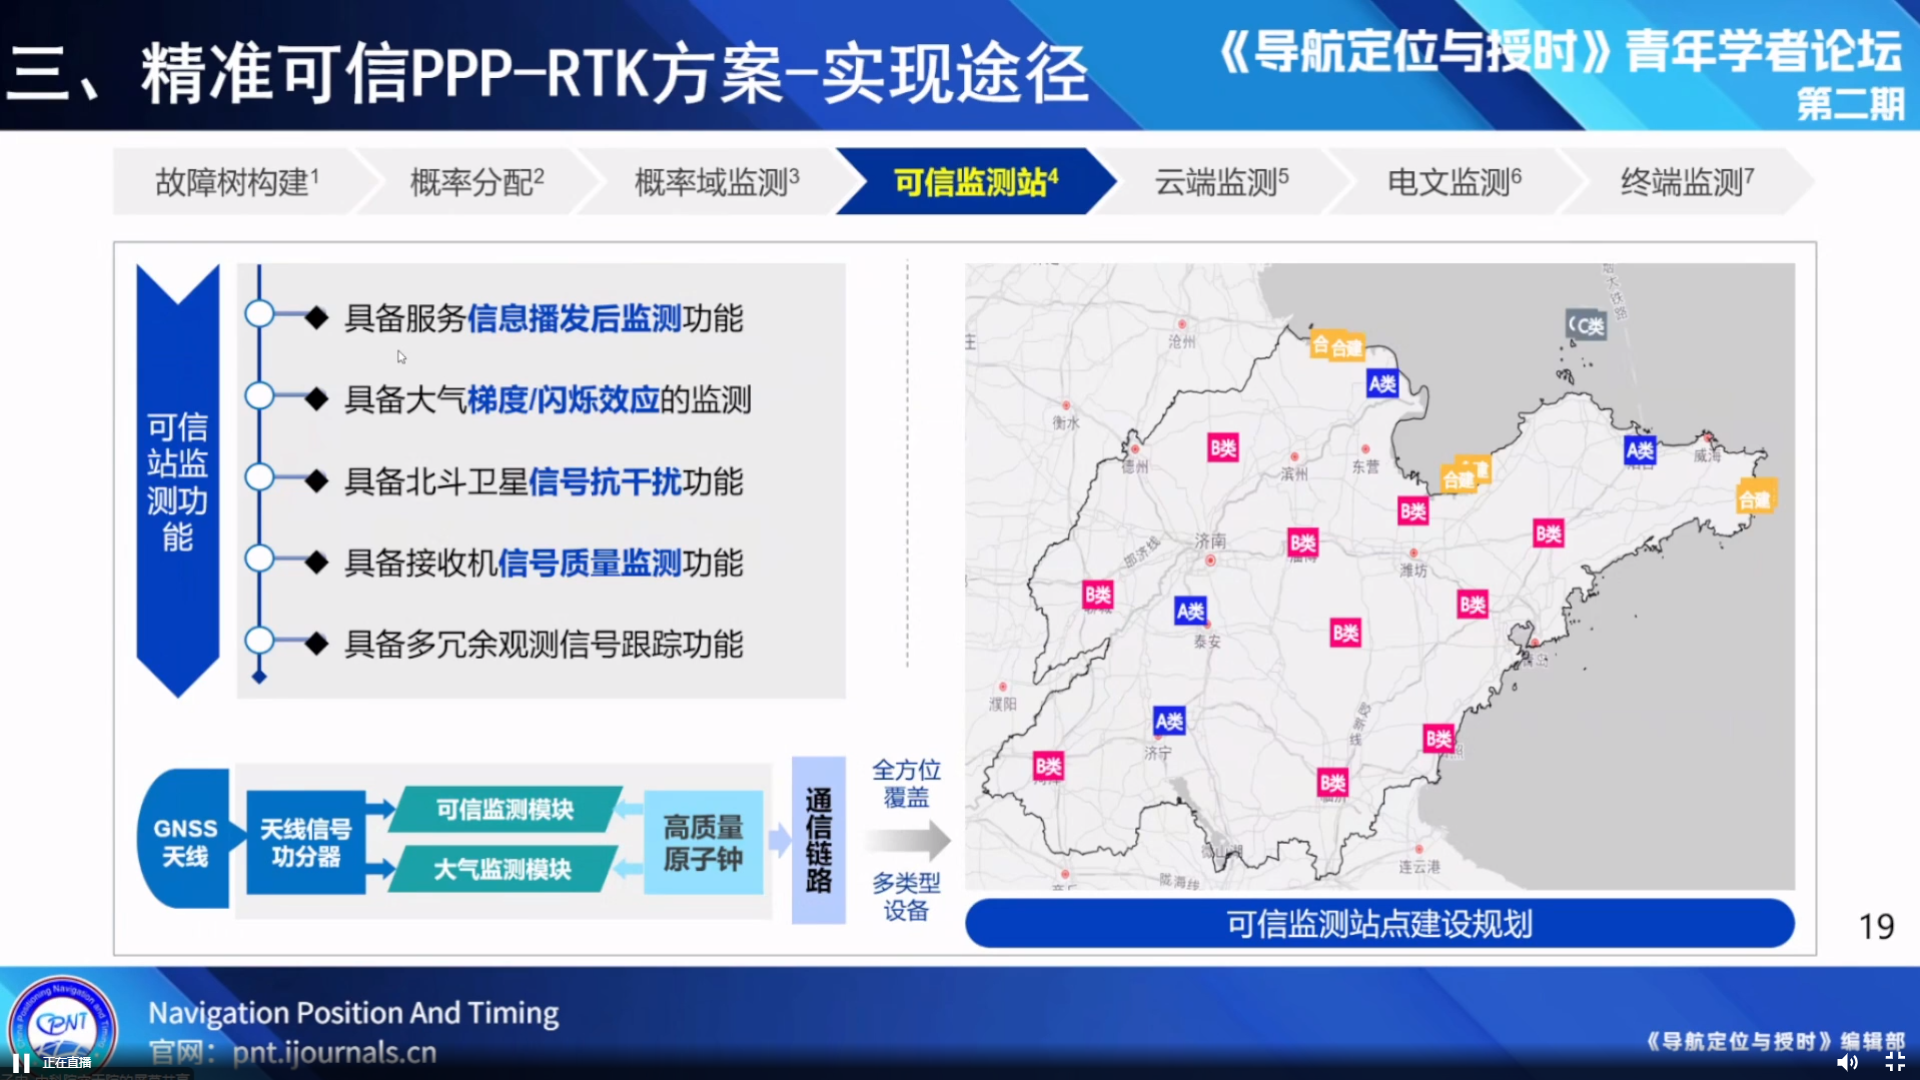 三、精准可信PPP-RTK方案-实现途径
《导航定位与授时》青年学者论坛
第二期
故障树构建1
概率分配2
概率域监测3
可信监测站4
云端监测5
电文监测6
终端监测7
可信
站监
测功
能
具备服务信息播发后监测功能
具备大气梯度/闪烁效应的监测
具备北斗卫星信号抗干扰功能
具备接收机信号质量监测功能
具备多冗余观测信号跟踪功能
GNSS
天线
天线信号
功分器
可信监测模块
大气监测模块
高质量
原子钟
通信链路
全方位
覆盖
多类型
设备
C类
沧州
合
合建
A类
衡水
B类
德州
滨州
东营
A类
威海
合建
合建
B类
B类
济南
B类
邯济线
潍坊
B类
A类
泰安
B类
B类
濮阳
A类
济宁
B类
B类
B类
微山湖
连云港
陇海线
可信监测站点建设规划
19
Navigation Position And Timing
官网：pnt.ijournals.cn
CPNT
正在直播
《导航定位与授时》编辑部